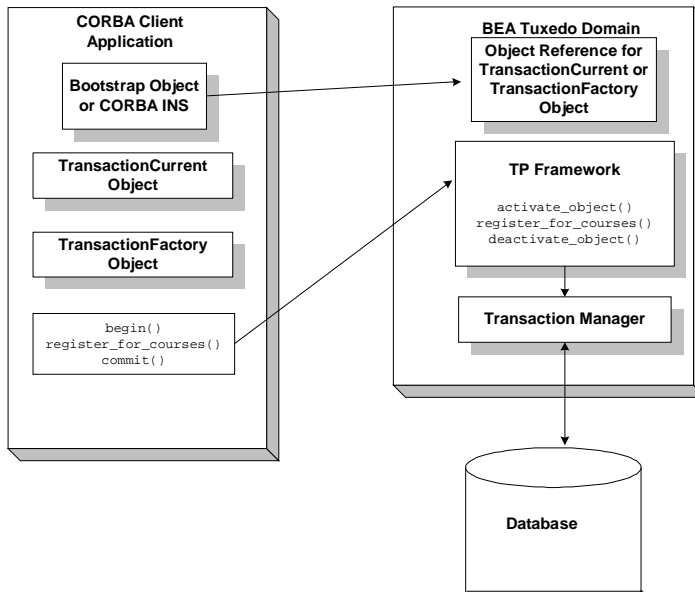 CORBA Client
Application
Bootstrap Object
or CORBA INS
TransactionCurrent
Object
TransactionFactory
Object
begin()
register_for_courses()
commit()
BEA Tuxedo Domain
Object Reference for
TransactionCurrent or
TransactionFactory
Object
TP Framework
activate_object()
register_for_courses()
deactivate_object()
Transaction Manager
Database